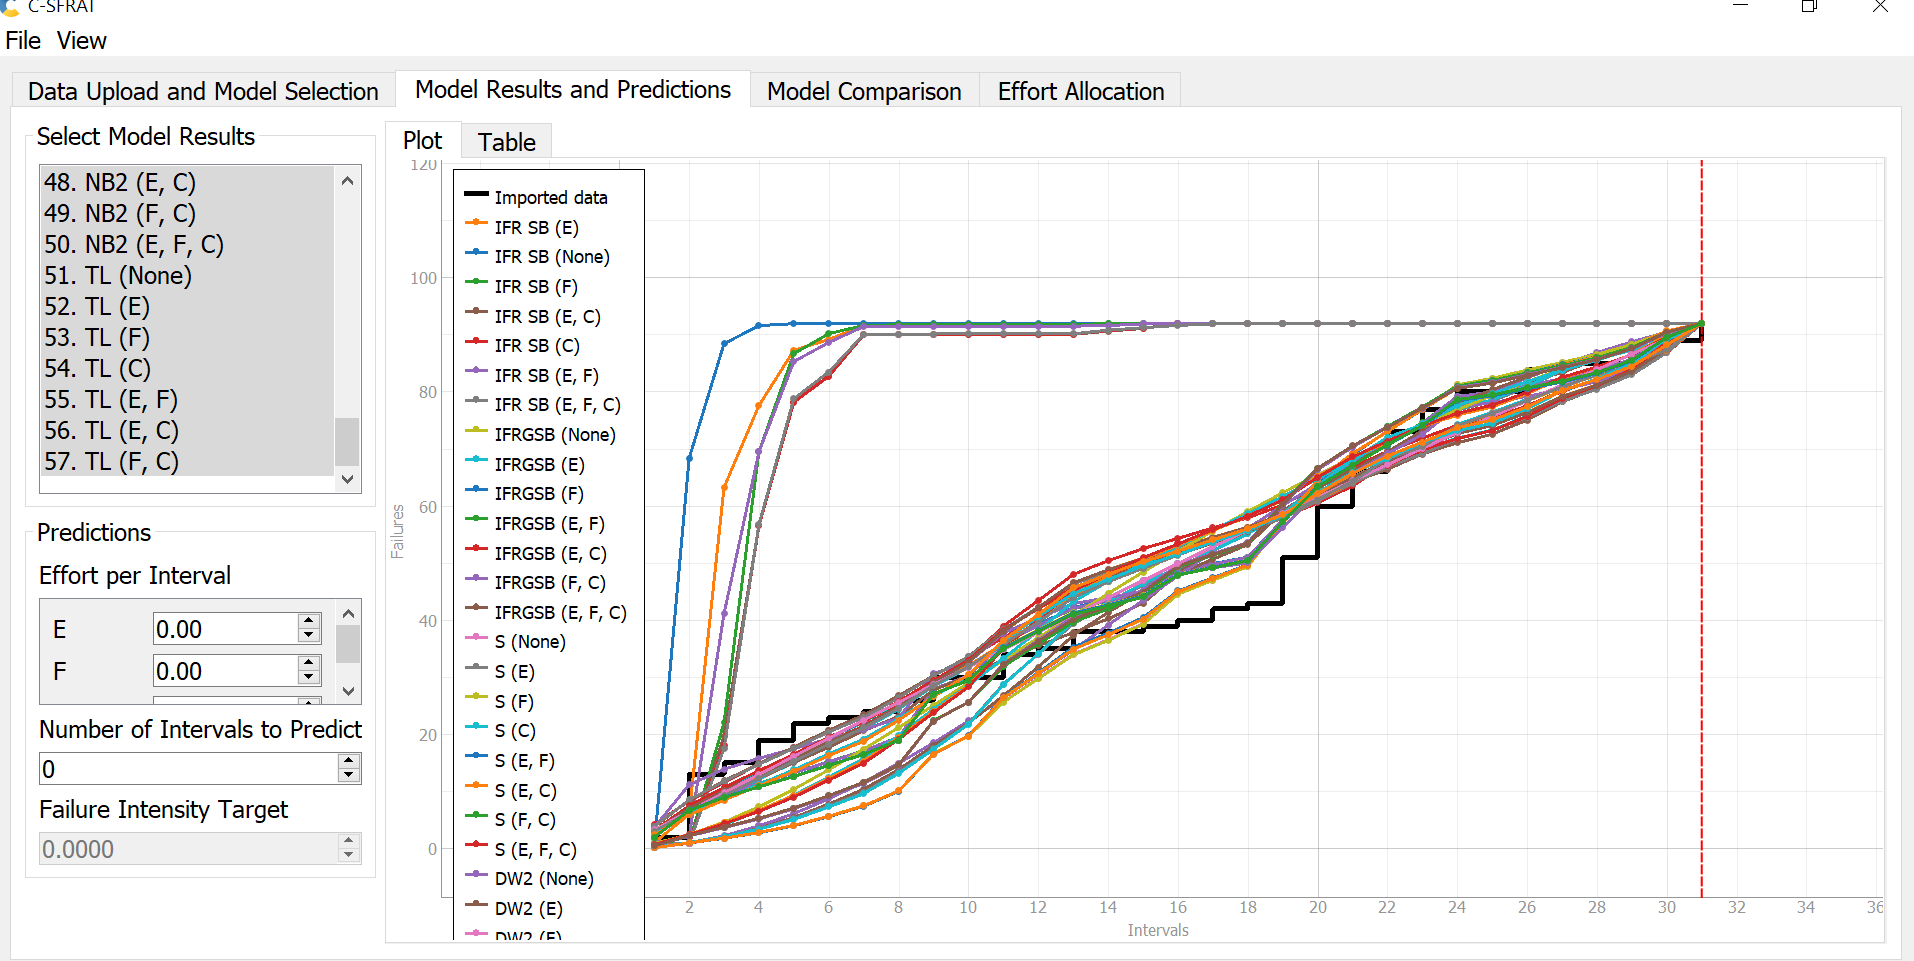 C-SFRAT
File View
Data Upload and Model Selection
Model Results and Predictions
Model Comparison
Effort Allocation
Select Model Results
48. NB2 (E, C)
49. NB2 (F, C)
50. NB2 (E, F, C)
51. TL (None)
52. TL (E)
53. TL (F)
54. TL (C)
55. TL (E, F)
56. TL (E, C)
57. TL (F, C)
Predictions
Effort per Interval
E 0.00
F 0.00
Number of Intervals to Predict
0
Failure Intensity Target
0.0000
Plot
Table
120
100
80
60
40
20
0
Failures
Imported data
IFR SB (E)
IFR SB (None)
IFR SB (F)
IFR SB (E, C)
IFR SB (C)
IFR SB (E, F)
IFR SB (E, F, C)
IFRGSB (None)
IFRGSB (E)
IFRGSB (F)
IFRGSB (E, F)
IFRGSB (E, C)
IFRGSB (F, C)
IFRGSB (E, F, C)
S (None)
S (E)
S (F)
S (C)
S (E, F)
S (E, C)
S (F, C)
S (E, F, C)
DW2 (None)
DW2 (E)
DW2 (F)
2 4 6 8 10 12 14 16 18 20 22 24 26 28 30 32 34 36
Intervals